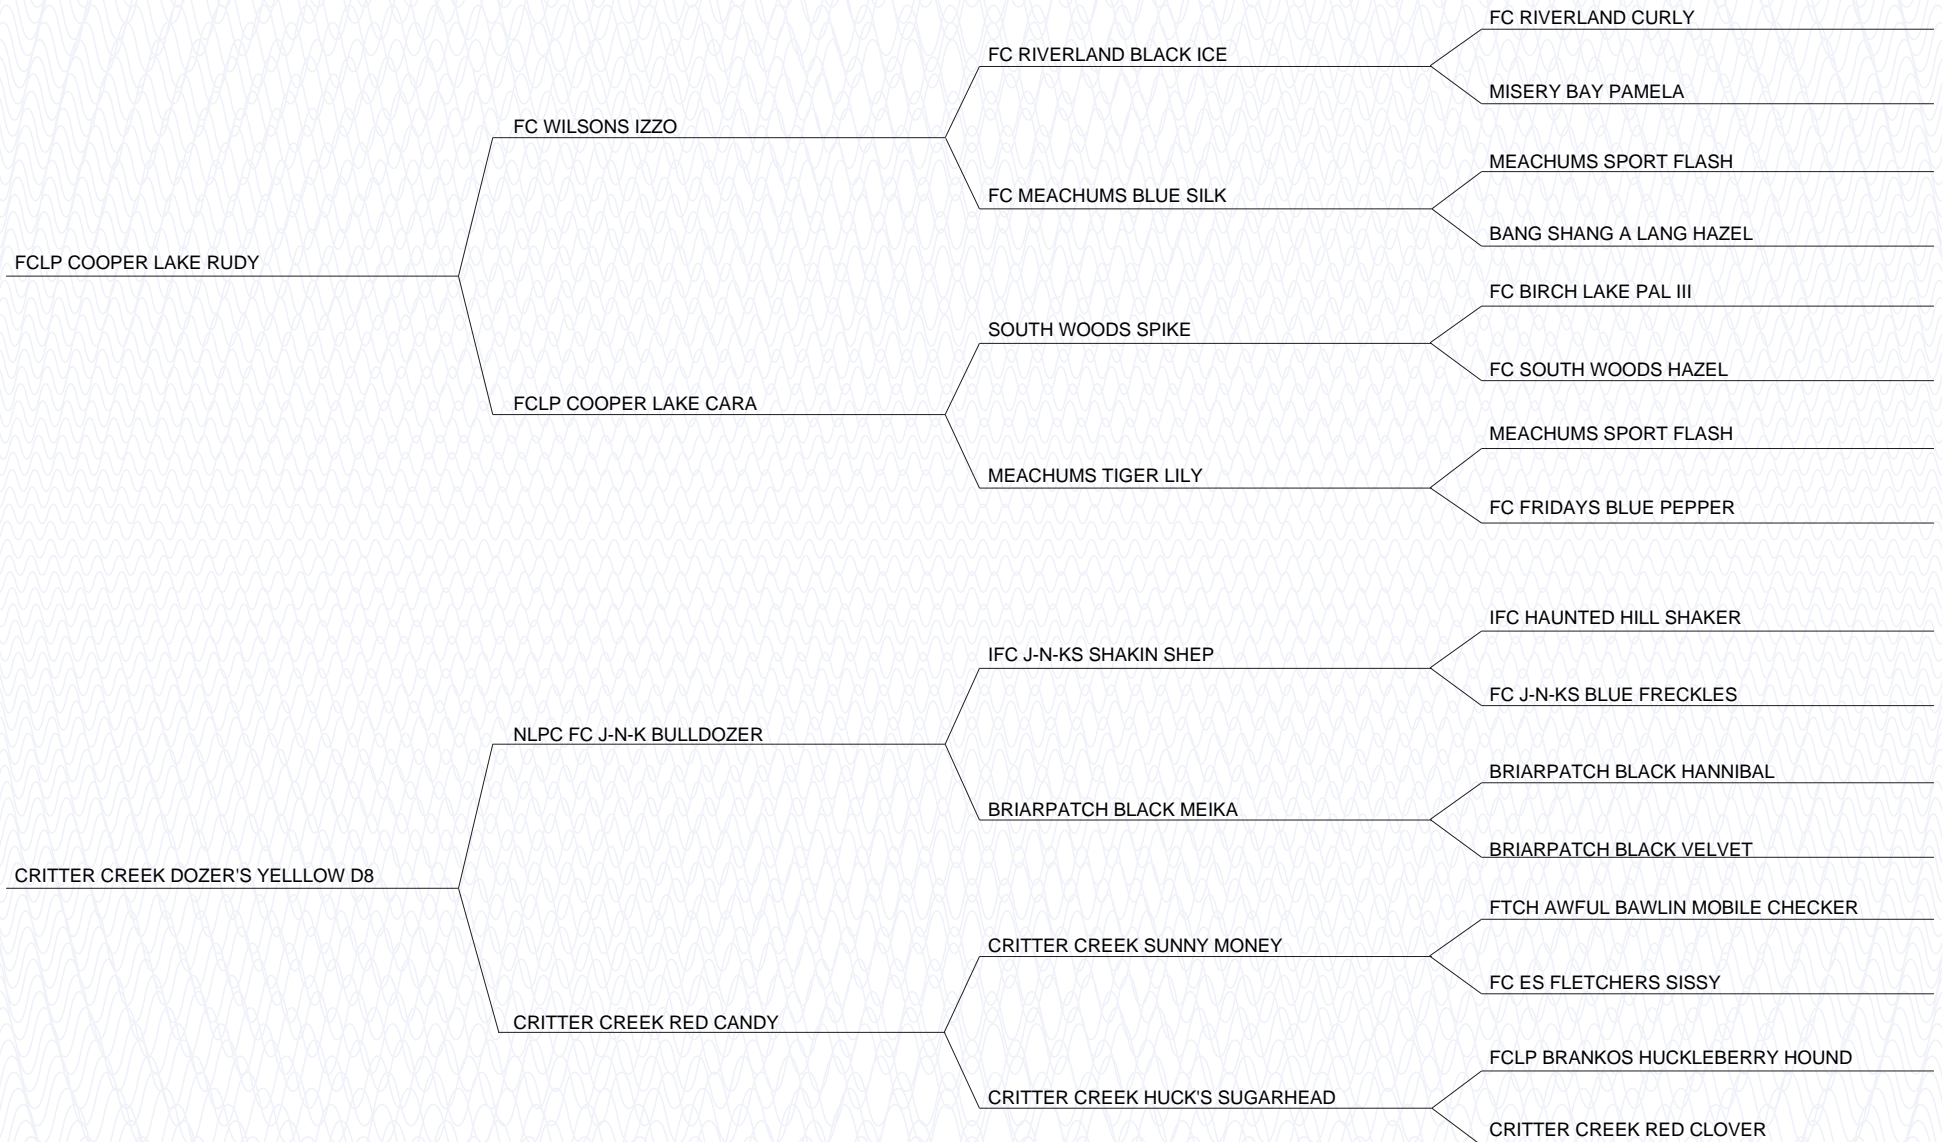 FC RIVERLAND CURLY
FC RIVERLAND BLACK ICE
MISERY BAY PAMELA
FC WILSONS IZZO
MEACHUMS SPORT FLASH
FC MEACHUMS BLUE SILK
BANG SHANG A LANG HAZEL
FCLP COOPER LAKE RUDY
FC BIRCH LAKE PAL III
SOUTH WOODS SPIKE
FC SOUTH WOODS HAZEL
FCLP COOPER LAKE CARA
MEACHUMS SPORT FLASH
MEACHUMS TIGER LILY
FC FRIDAYS BLUE PEPPER
IFC HAUNTED HILL SHAKER
IFC J-N-KS SHAKIN SHEP
FC J-N-KS BLUE FRECKLES
NLPC FC J-N-K BULLDOZER
BRIARPATCH BLACK HANNIBAL
BRIARPATCH BLACK MEIKA
BRIARPATCH BLACK VELVET
CRITTER CREEK DOZER'S YELLLOW D8
FTCH AWFUL BAWLIN MOBILE CHECKER
CRITTER CREEK SUNNY MONEY
FC ES FLETCHERS SISSY
CRITTER CREEK RED CANDY
FCLP BRANKOS HUCKLEBERRY HOUND
CRITTER CREEK HUCK'S SUGARHEAD
CRITTER CREEK RED CLOVER